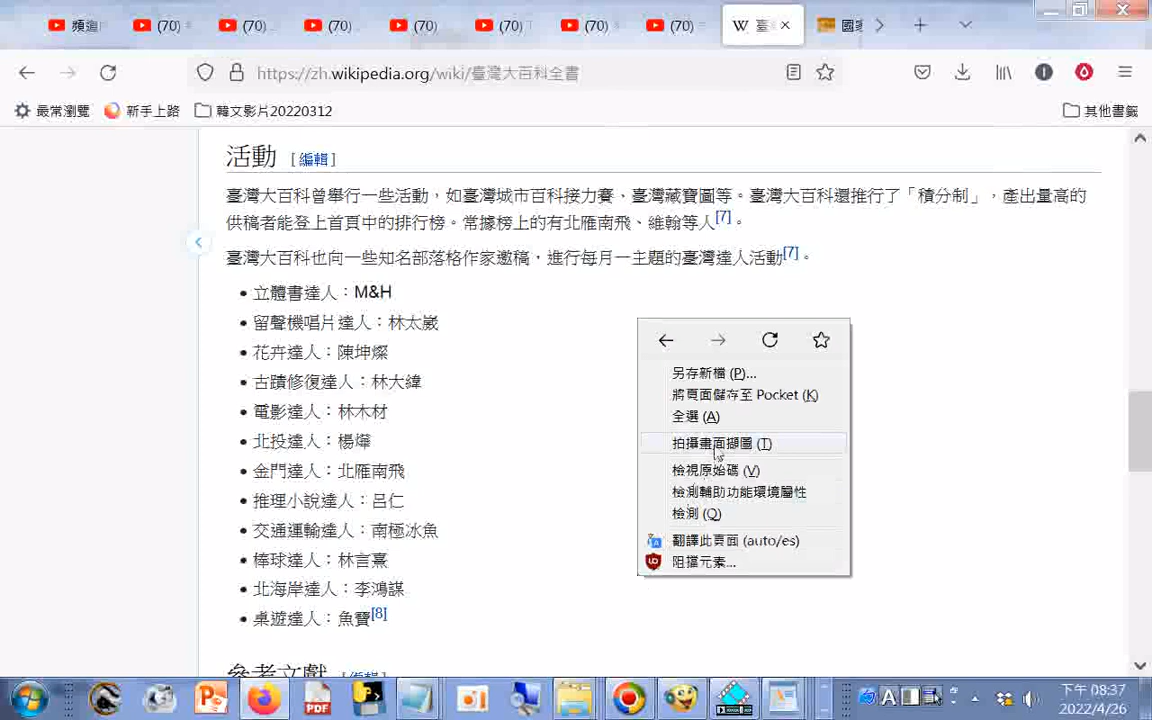 頻道
(70)
(70)
(70)
(70)
(70)
(70)
(70)
W 臺
國家
https://zh.wikipedia.org/wiki/臺灣大百科全書
最常瀏覽
新手上路
韓文影片20220312
其他書籤
活動 [編輯]
臺灣大百科曾舉行一些活動，如臺灣城市百科接力賽、臺灣藏寶圖等。臺灣大百科還推行了「積分制」，產出量高的
供稿者能登上首頁中的排行榜。常據榜上的有北雁南飛、維翰等人[7]。
臺灣大百科也向一些知名部落格作家邀稿，進行每月一主題的臺灣達人活動[7]。
立體書達人：M&H
留聲機唱片達人：林太崴
花卉達人：陳坤燦
古蹟修復達人：林大緯
電影達人：林木材
北投達人：楊燁
金門達人：北雁南飛
推理小說達人：呂仁
交通運輸達人：南極冰魚
棒球達人：林言熹
北海岸達人：李鴻謀
桌遊達人：魚寶[8]
參考文獻 [編輯]
另存新檔 (P)...
將頁面儲存至 Pocket (K)
全選 (A)
拍攝畫面擷圖 (T)
檢視原始碼 (V)
檢測輔助功能環境屬性
檢測 (Q)
翻譯此頁面 (auto/es)
阻擋元素...
PDF
A
下午 08:37
2022/4/26